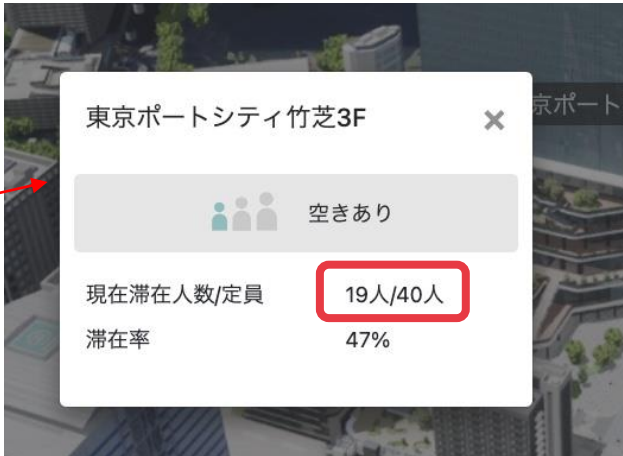 東京ポートシティ竹芝3F
×
京ポート
空きあり
現在滞在人数/定員 19人/40人
滞在率 47%